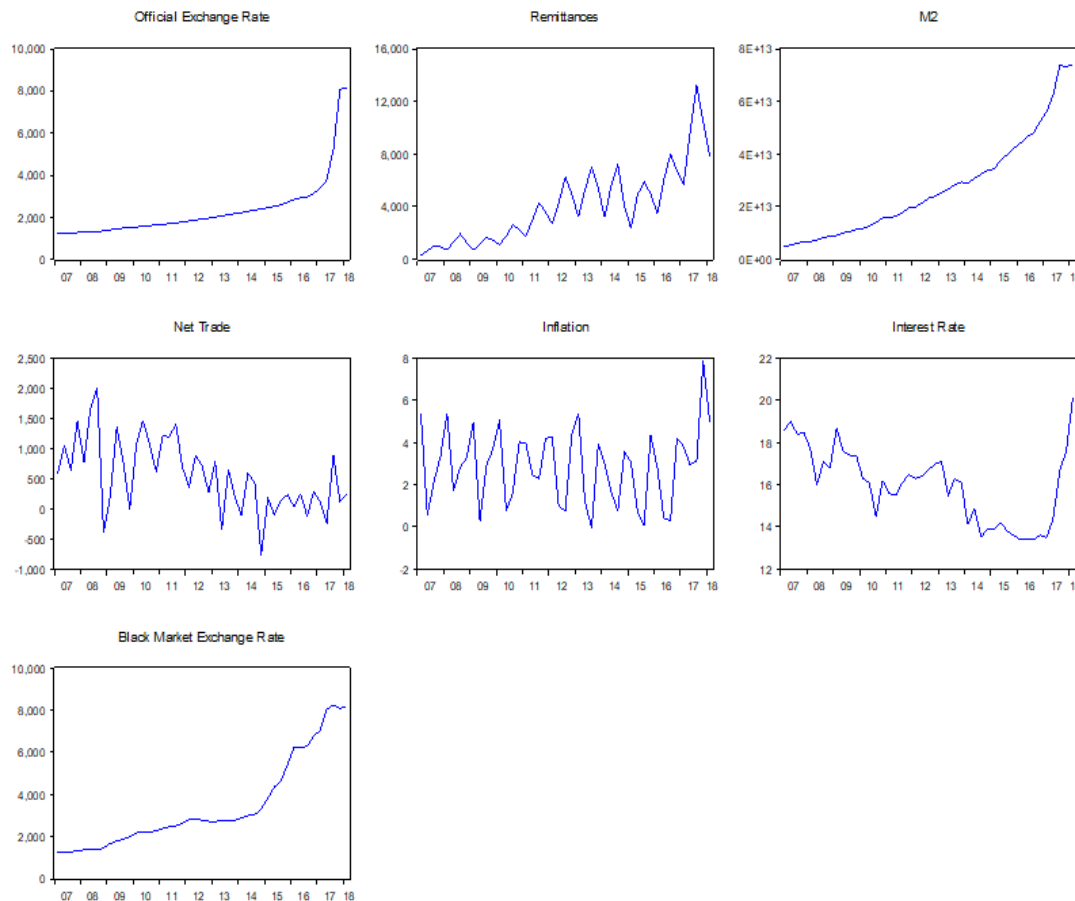 Official Exchange Rate
10,000
8,000
6,000
4,000
2,000
0
07 08 09 10 11 12 13 14 15 16 17 18
Remittances
16,000
12,000
8,000
4,000
0
07 08 09 10 11 12 13 14 15 16 17 18
M2
8E+13
6E+13
4E+13
2E+13
0E+00
07 08 09 10 11 12 13 14 15 16 17 1
Net Trade
2,500
2,000
1,500
1,000
500
0
-500
-1,000
07 08 09 10 11 12 13 14 15 16 17 18
Inflation
8
6
4
2
0
-2
07 08 09 10 11 12 13 14 15 16 17 18
Interest Rate
22
20
18
16
14
12
07 08 09 10 11 12 13 14 15 16 17 1
Black Market Exchange Rate
10,000
8,000
6,000
4,000
2,000
0
07 08 09 10 11 12 13 14 15 16 17 18